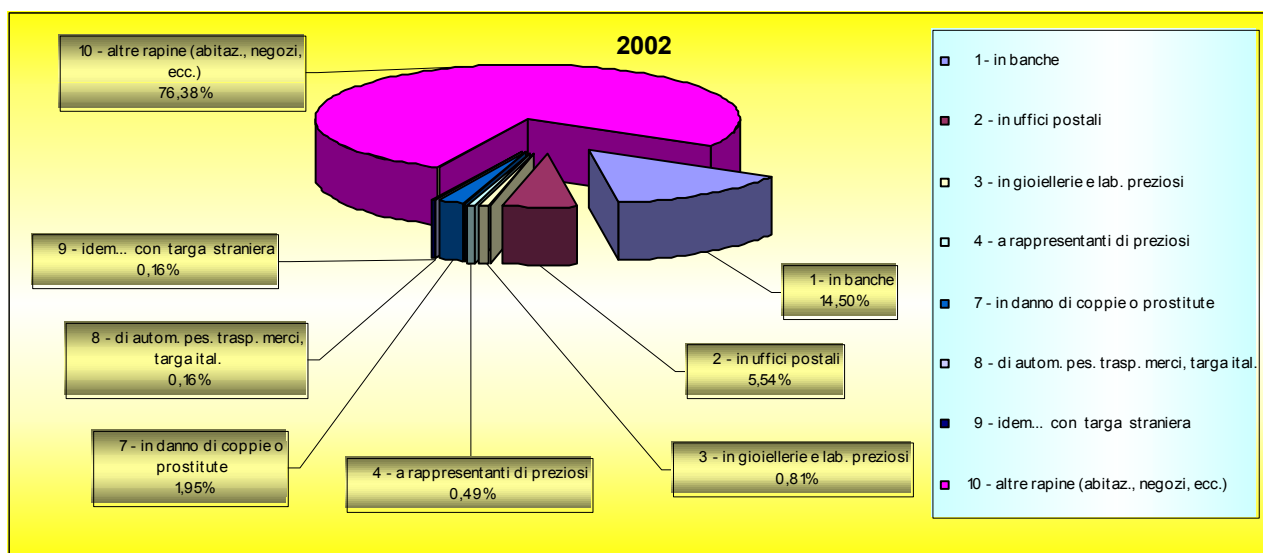 2002
10 - altre rapine (abitaz., negozi,
ecc.)
76,38%
9 - idem... con targa straniera
0,16%
8 - di autom. pes. trasp. merci,
targa ital.
0,16%
7 - in danno di coppie o
prostitute
1,95%
4 - a rappresentanti di preziosi
0,49%
3 - in gioiellerie e lab. preziosi
0,81%
2 - in uffici postali
5,54%
1- in banche
14,50%
1- in banche
2 - in uffici postali
3 - in gioiellerie e lab. preziosi
4 - a rappresentanti di preziosi
7 - in danno di coppie o prostitute
8 - di autom. pes. trasp. merci, targa ital.
9 - idem... con targa straniera
10 - altre rapine (abitaz., negozi, ecc.)